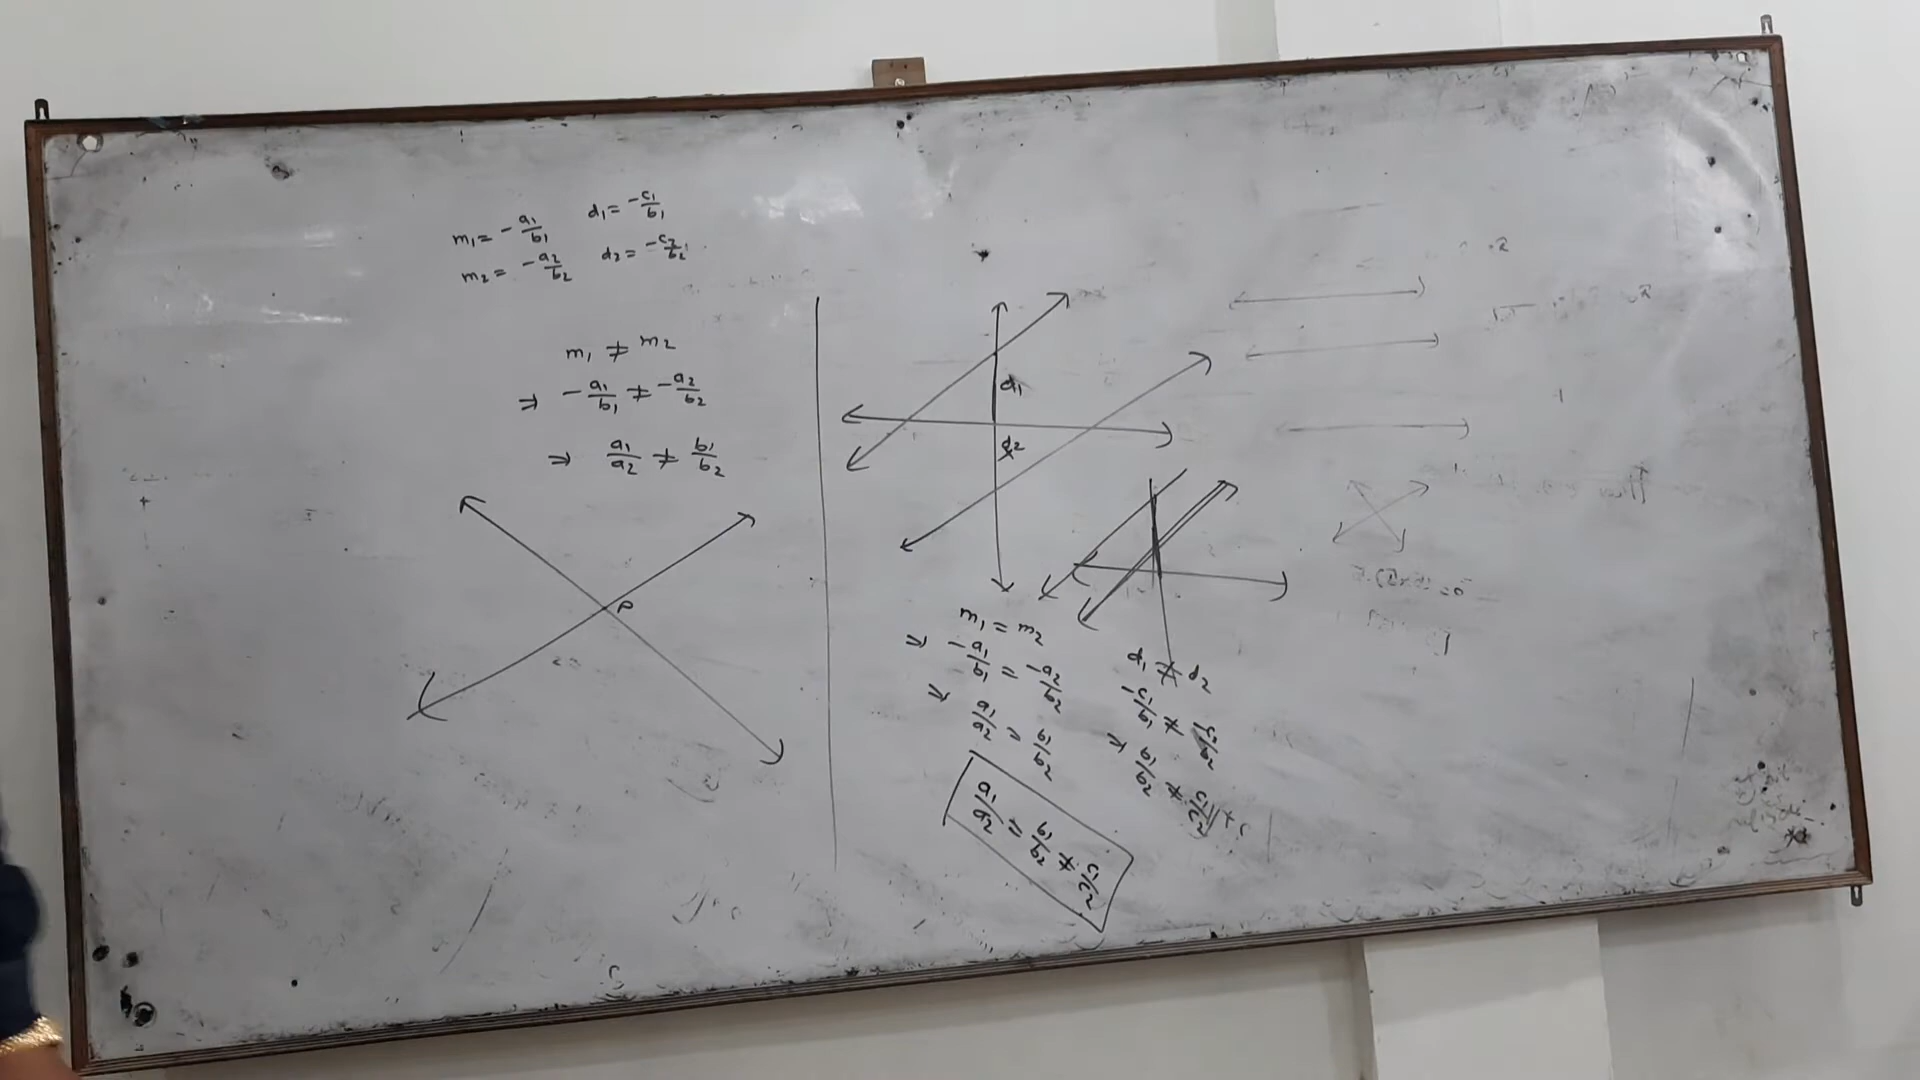 m₁ = -a₁/b₁ d₁ = -c₁/b₁
m₂ = -a₂/b₂ d₂ = -c₂/b₂
m₁ ≠ m₂
⇒ -a₁/b₁ ≠ -a₂/b₂
⇒ a₁/a₂ ≠ b₁/b₂
P
d₁
d₂
m₁ = m₂
⇒ -a₁/b₁ = -a₂/b₂
⇒ a₁/a₂ = b₁/b₂
a₁/a₂ = b₁/b₂ ≠ c₁/c₂
d₁ ≠ d₂
-c₁/b₁ ≠ -c₂/b₂
⇒ b₁/b₂ ≠ c₁/c₂